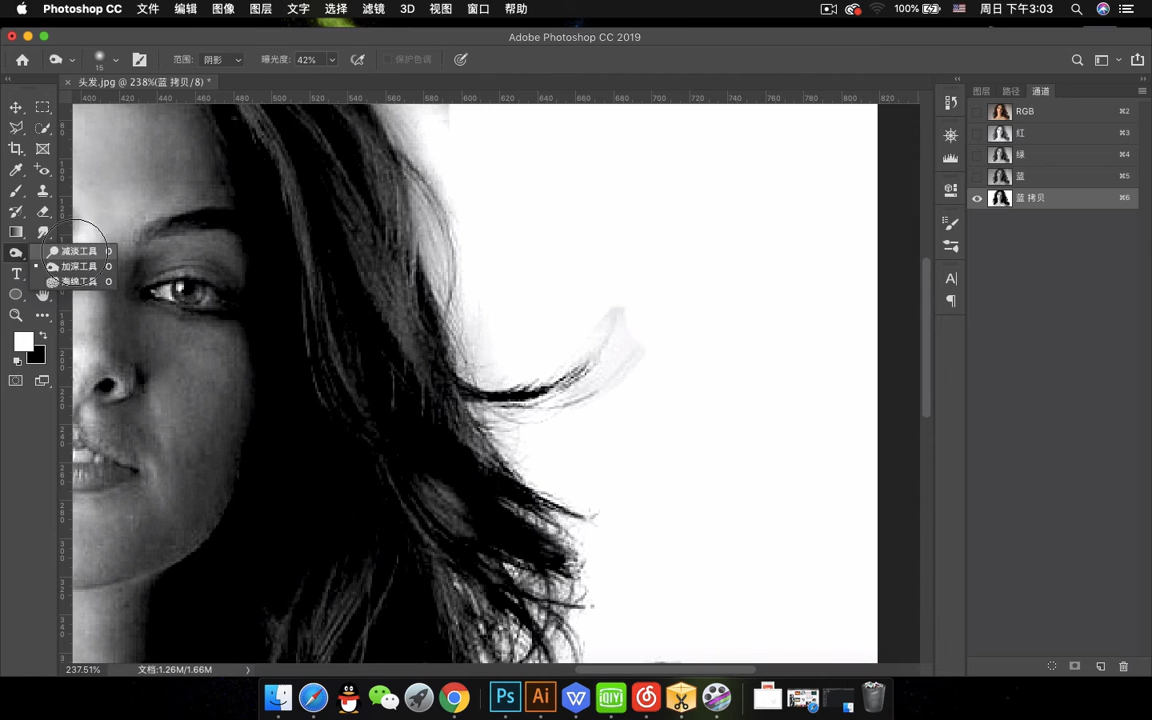 Photoshop CC 文件 编辑 图像 图层 文字 选择 滤镜 3D 视图 窗口 帮助 100% 周日 下午3:03
Adobe Photoshop CC 2019
15 范围: 阴影 曝光度: 42% 保护色调
× 头发.jpg @ 238%(蓝 拷贝/8) *
400 420 440 460 480 500 520 540 560 580 600 620 640 660 680 700 720 740 760 780 800 820
图层 路径 通道
RGB ⌘2
红 ⌘3
绿 ⌘4
蓝 ⌘5
蓝 拷贝 ⌘6
减淡工具 O
加深工具 O
海绵工具 O
T
A
237.51% 文档:1.26M/1.66M
Ps Ai W iQIYI